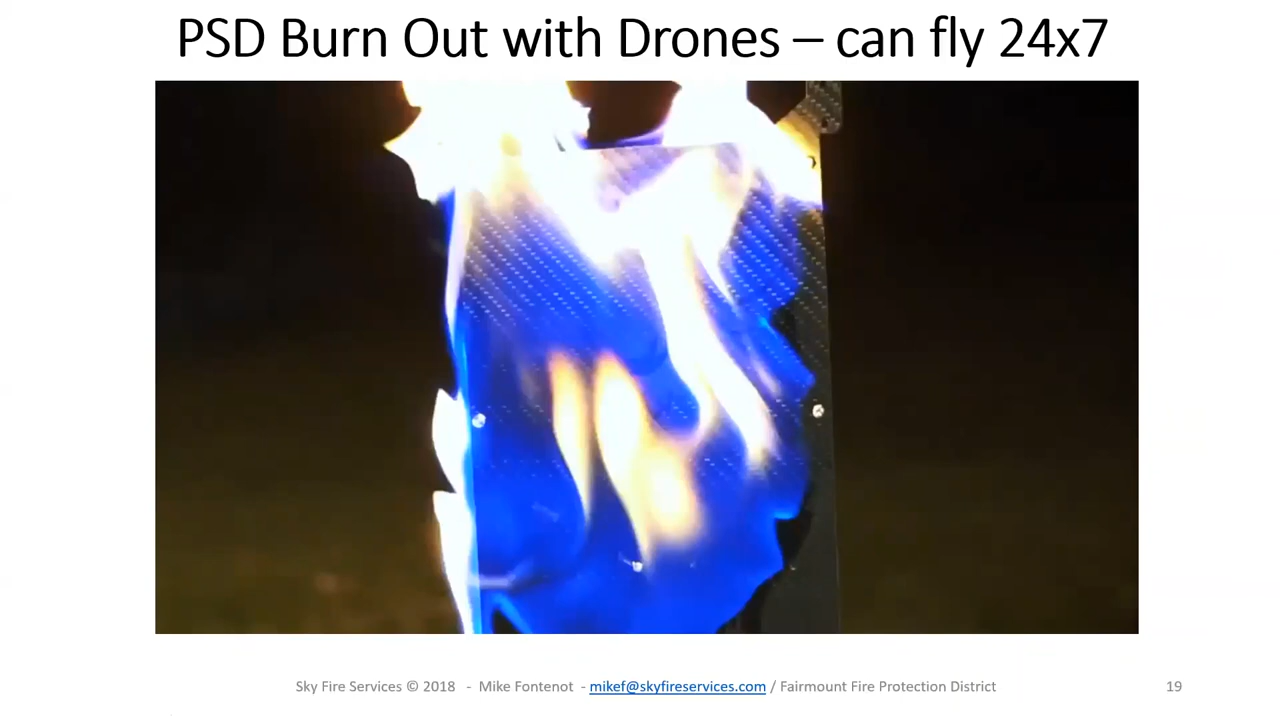 PSD Burn Out with Drones – can fly 24x7
Sky Fire Services © 2018 - Mike Fontenot - mikef@skyfireservices.com / Fairmount Fire Protection District
19